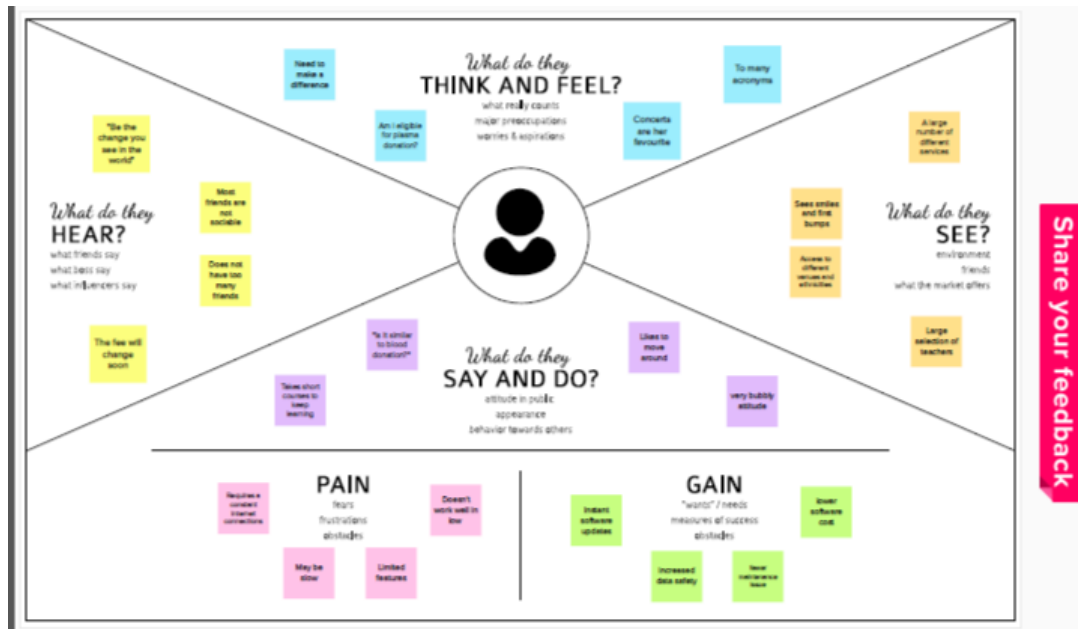 What do they
THINK AND FEEL?
what really counts
major preoccupations
worries & aspirations
Need to
make a
difference
Am I eligible
for plasma
donation?
Concerts
are her
favourite
To many
acronyms
What do they
HEAR?
what friends say
what boss say
what influencers say
"Be the
change you
see in the
world"
Most
friends are
not
sociable
Does not
have too
many
friends
The fee will
change
soon
What do they
SEE?
environment
friends
what the market offers
A large
number of
different
services
Sees smiles
and first
bumps
Access to
different
venues and
ethnicities
Large
selection of
teachers
What do they
SAY AND DO?
attitude in public
appearance
behavior towards others
"Is it similar
to blood
donation?"
Takes short
courses to
keep
learning
Likes to
move
around
very bubbly
attitude
PAIN
fears
frustrations
obstacles
Requires a
constant
internet
connections
Doesn't
work well in
low
May be
slow
Limited
features
GAIN
"wants" / needs
measures of success
obstacles
Instant
software
updates
lower
software
cost
Increased
data safety
fewer
maintenance
issue
Share your feedback